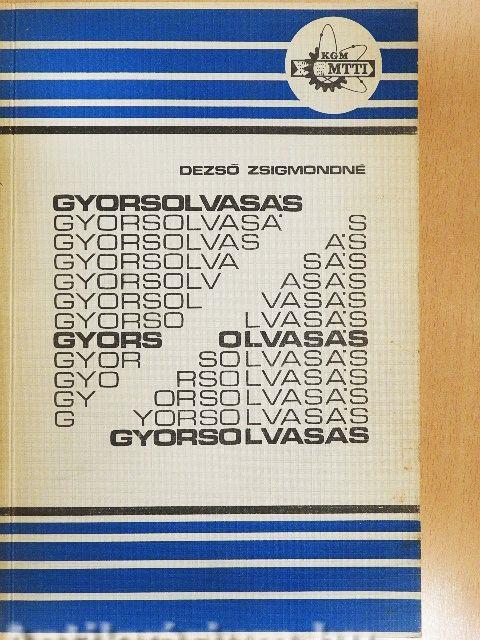 KGM
MTTI
DEZSŐ ZSIGMONDNÉ
GYORSOLVASÁS
GYORSOLVASÁ S
GYORSOLVAS ÁS
GYORSOLVA SÁS
GYORSOLV ASÁS
GYORSOL VASÁS
GYORSO LVASÁS
GYORS OLVASÁS
GYOR SOLVASÁS
GYO RSOLVASÁS
GY ORSOLVASÁS
G YORSOLVASÁS
GYORSOLVASÁS